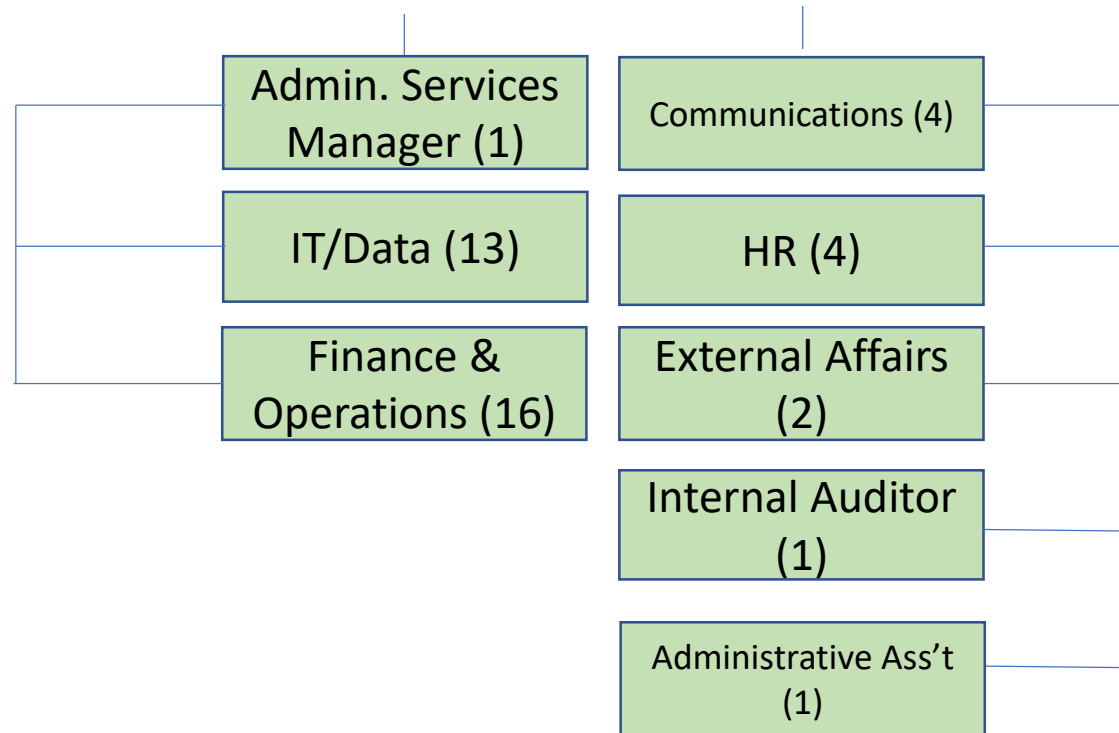 Admin. Services
Manager (1)
IT/Data (13)
Finance &
Operations (16)
Communications (4)
HR (4)
External Affairs
(2)
Internal Auditor
(1)
Administrative Ass’t
(1)